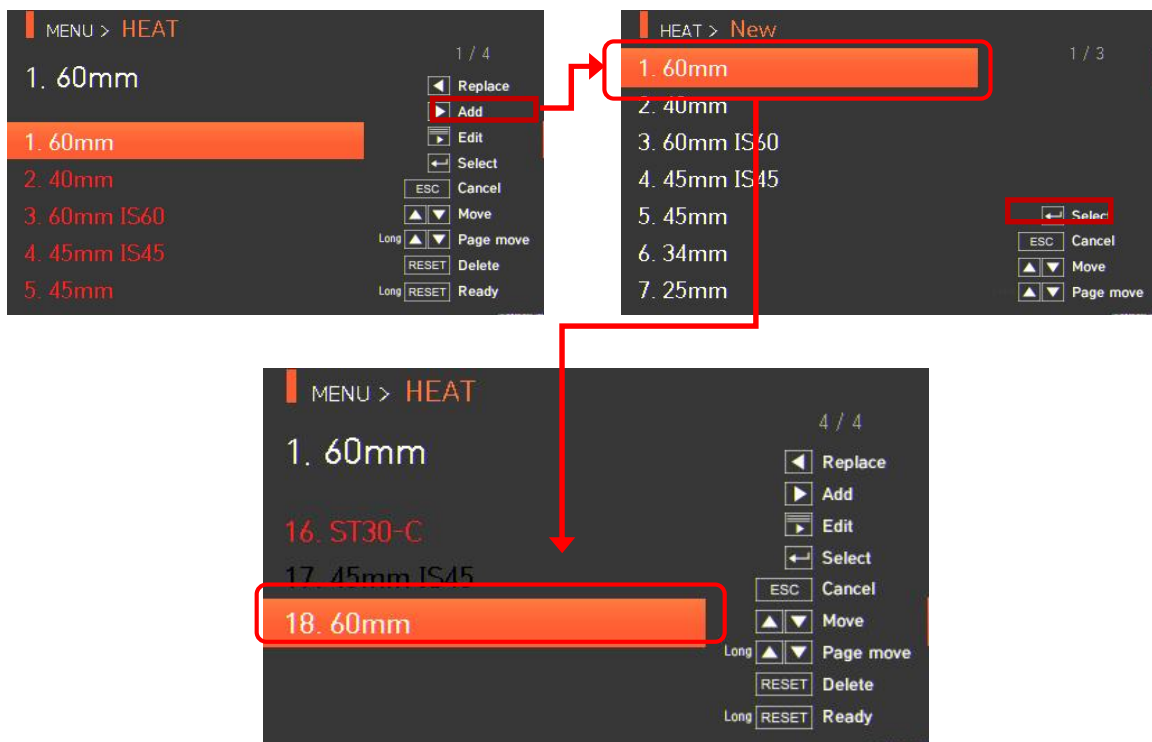 MENU > HEAT
1 / 4
1. 60mm
Replace
Add
1. 60mm
Edit
2. 40mm
Select
ESC Cancel
3. 60mm IS60
Move
4. 45mm IS45
Long Page move
RESET Delete
5. 45mm
Long RESET Ready
HEAT > New
1 / 3
1. 60mm
2. 40mm
3. 60mm IS60
4. 45mm IS45
5. 45mm
Select
ESC Cancel
6. 34mm
Move
7. 25mm
Page move
MENU > HEAT
4 / 4
1. 60mm
Replace
Add
16. ST30-C
Edit
Select
17. 45mm IS45
ESC Cancel
18. 60mm
Move
Long Page move
RESET Delete
Long RESET Ready